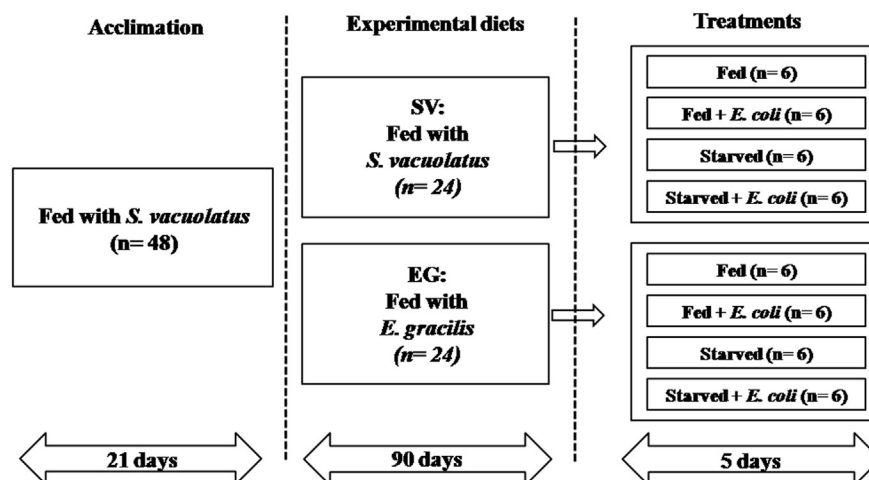 Acclimation
Experimental diets
Treatments
Fed with S. vacuolatus
(n= 48)
SV:
Fed with
S. vacuolatus
(n= 24)
EG:
Fed with
E. gracilis
(n= 24)
Fed (n= 6)
Fed + E. coli (n= 6)
Starved (n= 6)
Starved + E. coli (n= 6)
Fed (n= 6)
Fed + E. coli (n= 6)
Starved (n= 6)
Starved + E. coli (n= 6)
21 days
90 days
5 days